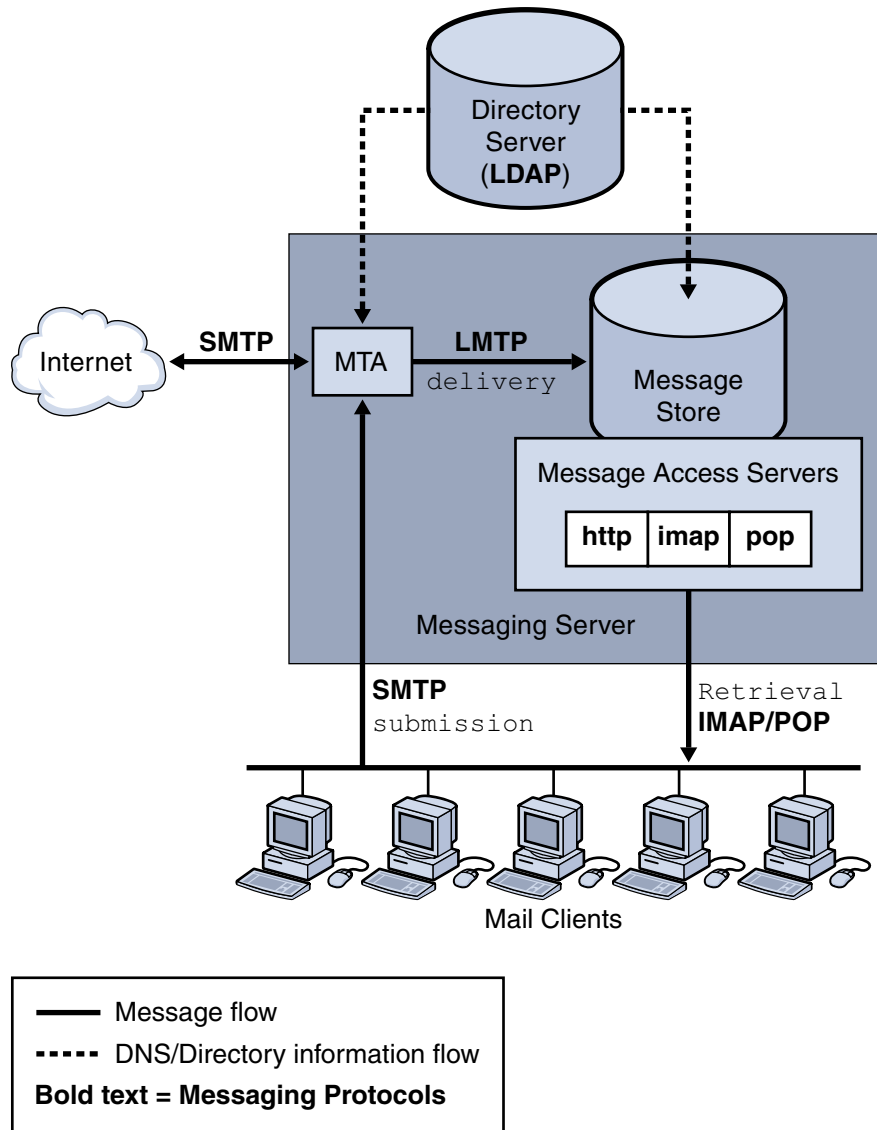 Directory
Server
(LDAP)
Internet
SMTP
MTA
LMTP
delivery
Message
Store
Message Access Servers
http imap pop
Messaging Server
SMTP
submission
Retrieval
IMAP/POP
Mail Clients
Message flow
DNS/Directory information flow
Bold text = Messaging Protocols